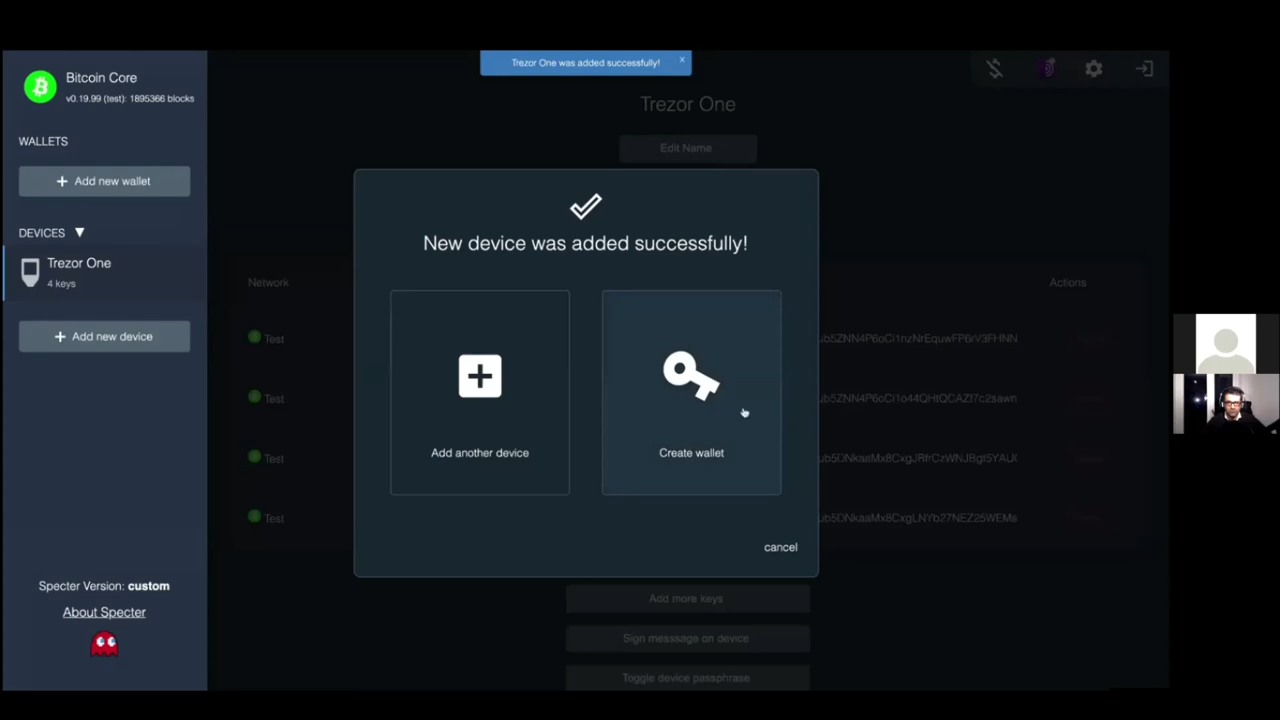 Bitcoin Core
v0.19.99 (test): 1895366 blocks
WALLETS
+ Add new wallet
DEVICES ▼
Trezor One
4 keys
+ Add new device
Specter Version: custom
About Specter
Trezor One was added successfully! ×
Trezor One
Edit Name
New device was added successfully!
Add another device
Create wallet
cancel
Network
Actions
Test
Test
Test
Test
Add more keys
Sign messsage on device
Toggle device passphrase